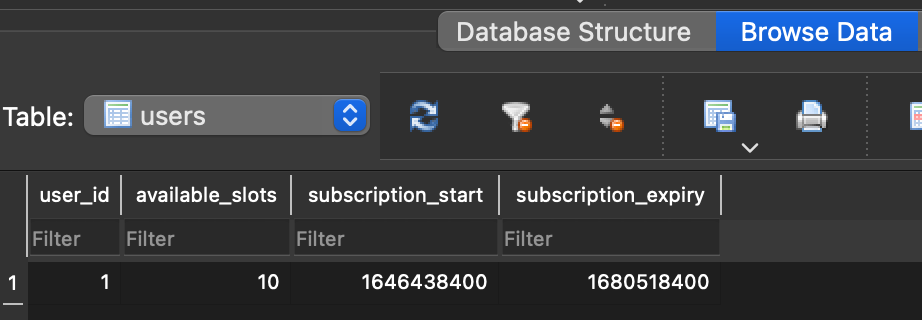 Database Structure Browse Data
Table: users
user_id available_slots subscription_start subscription_expiry
Filter Filter Filter Filter
1 1 10 1646438400 1680518400